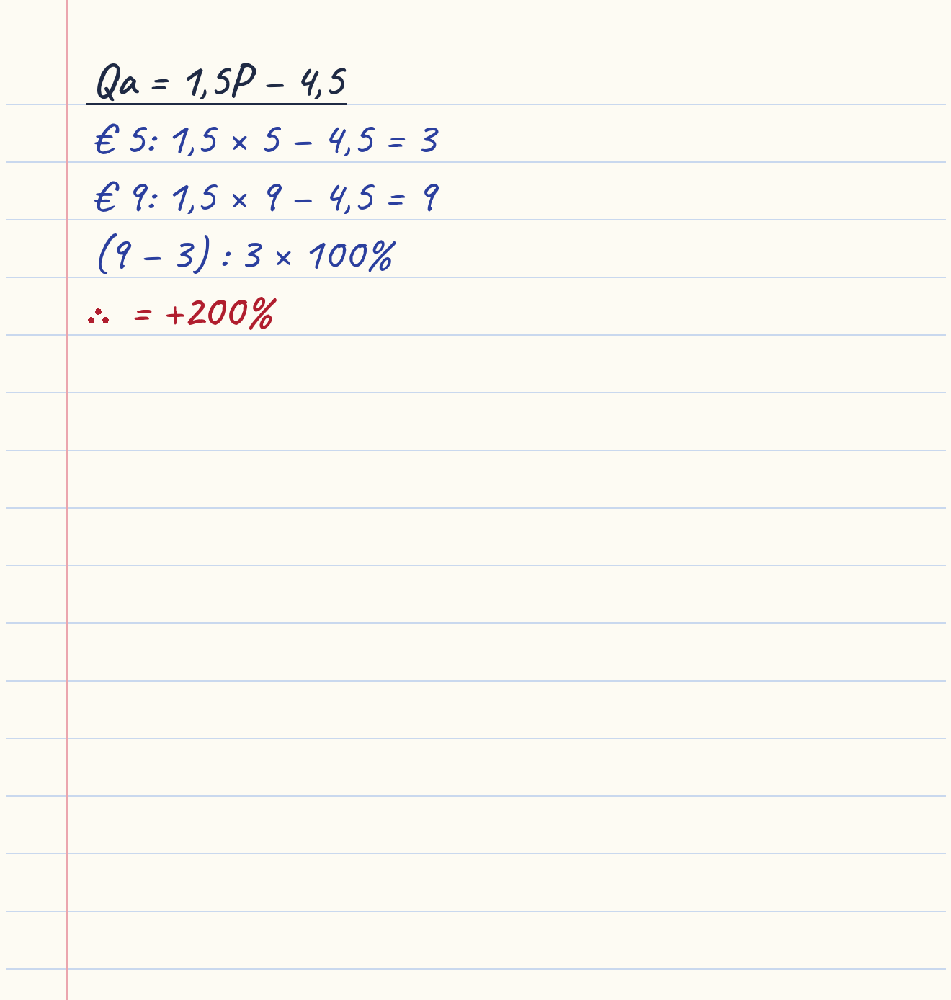 Qa = 1,5P – 4,5
€ 5: 1,5 × 5 – 4,5 = 3
€ 9: 1,5 × 9 – 4,5 = 9
(9 – 3) : 3 × 100%
∴ = +200%